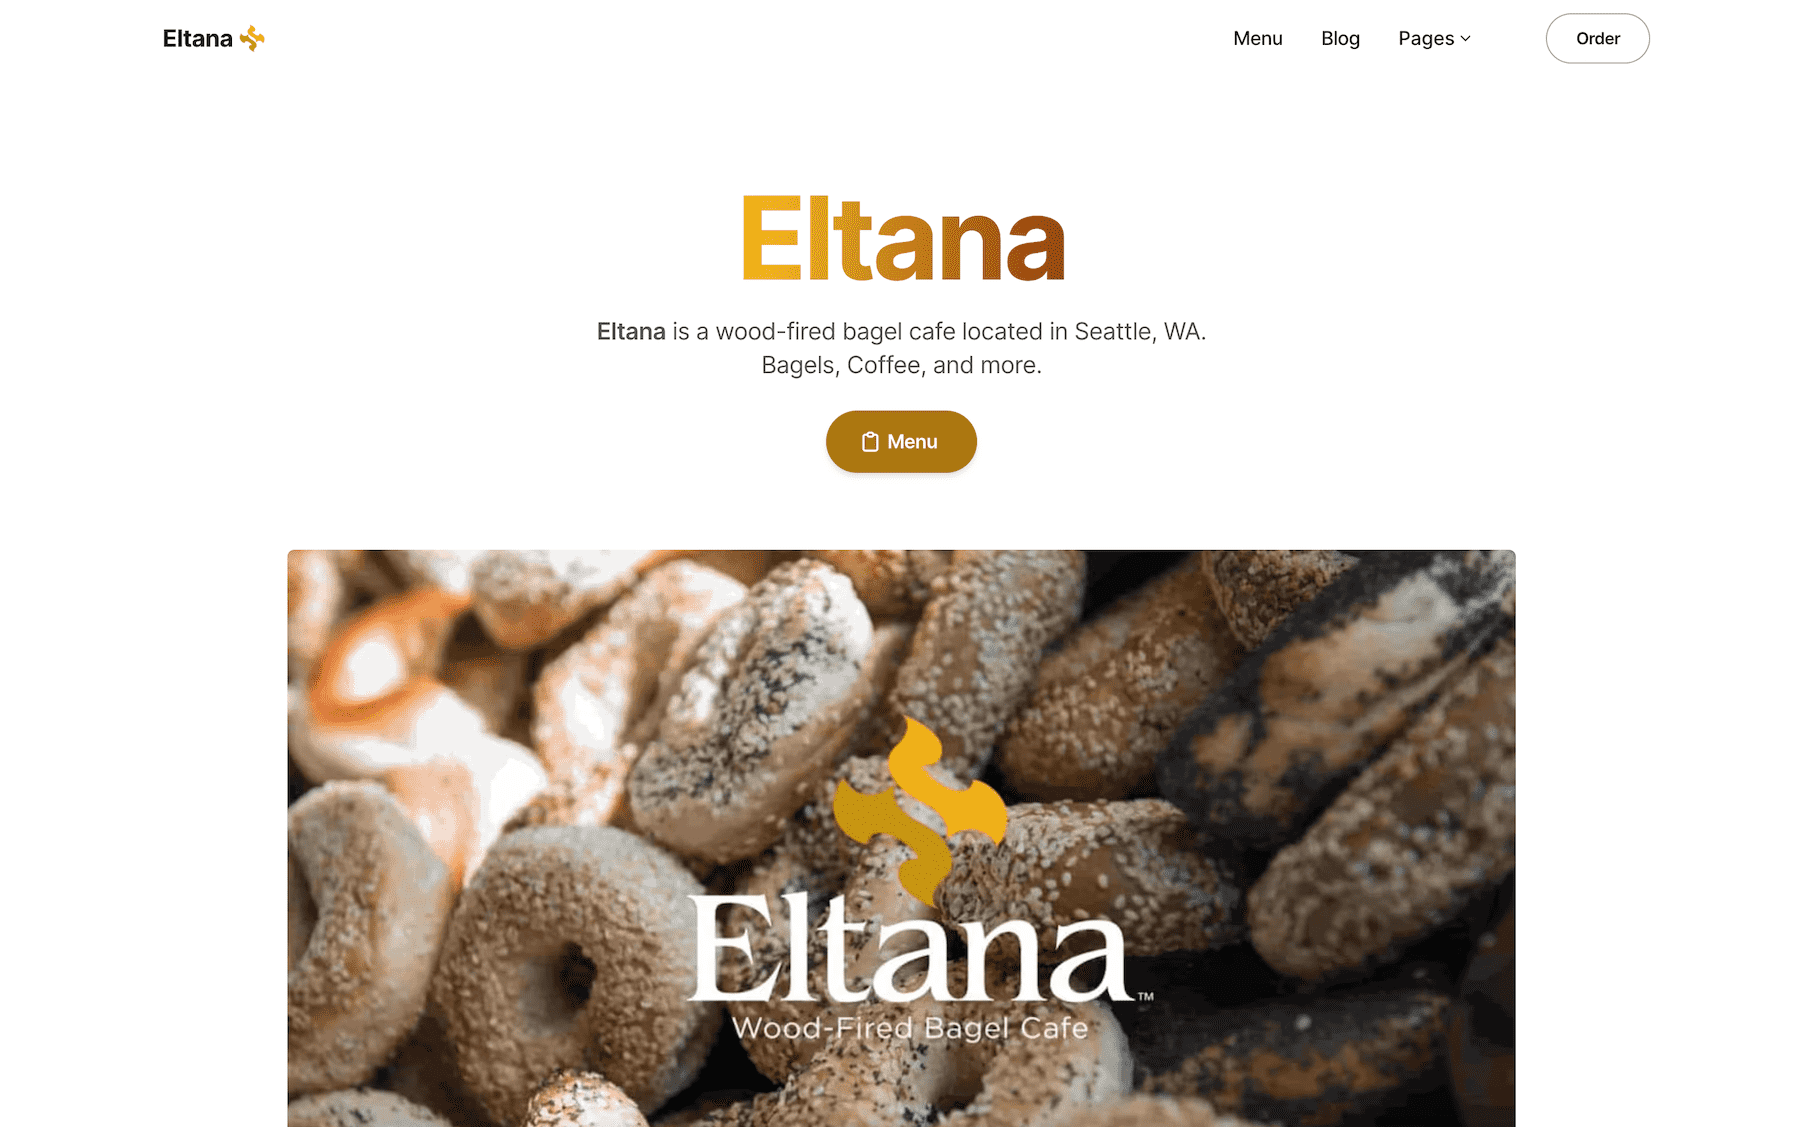 Eltana
Menu
Blog
Pages
Order
Eltana
Eltana is a wood-fired bagel cafe located in Seattle, WA.
Bagels, Coffee, and more.
Menu
Eltana™
Wood-Fired Bagel Cafe